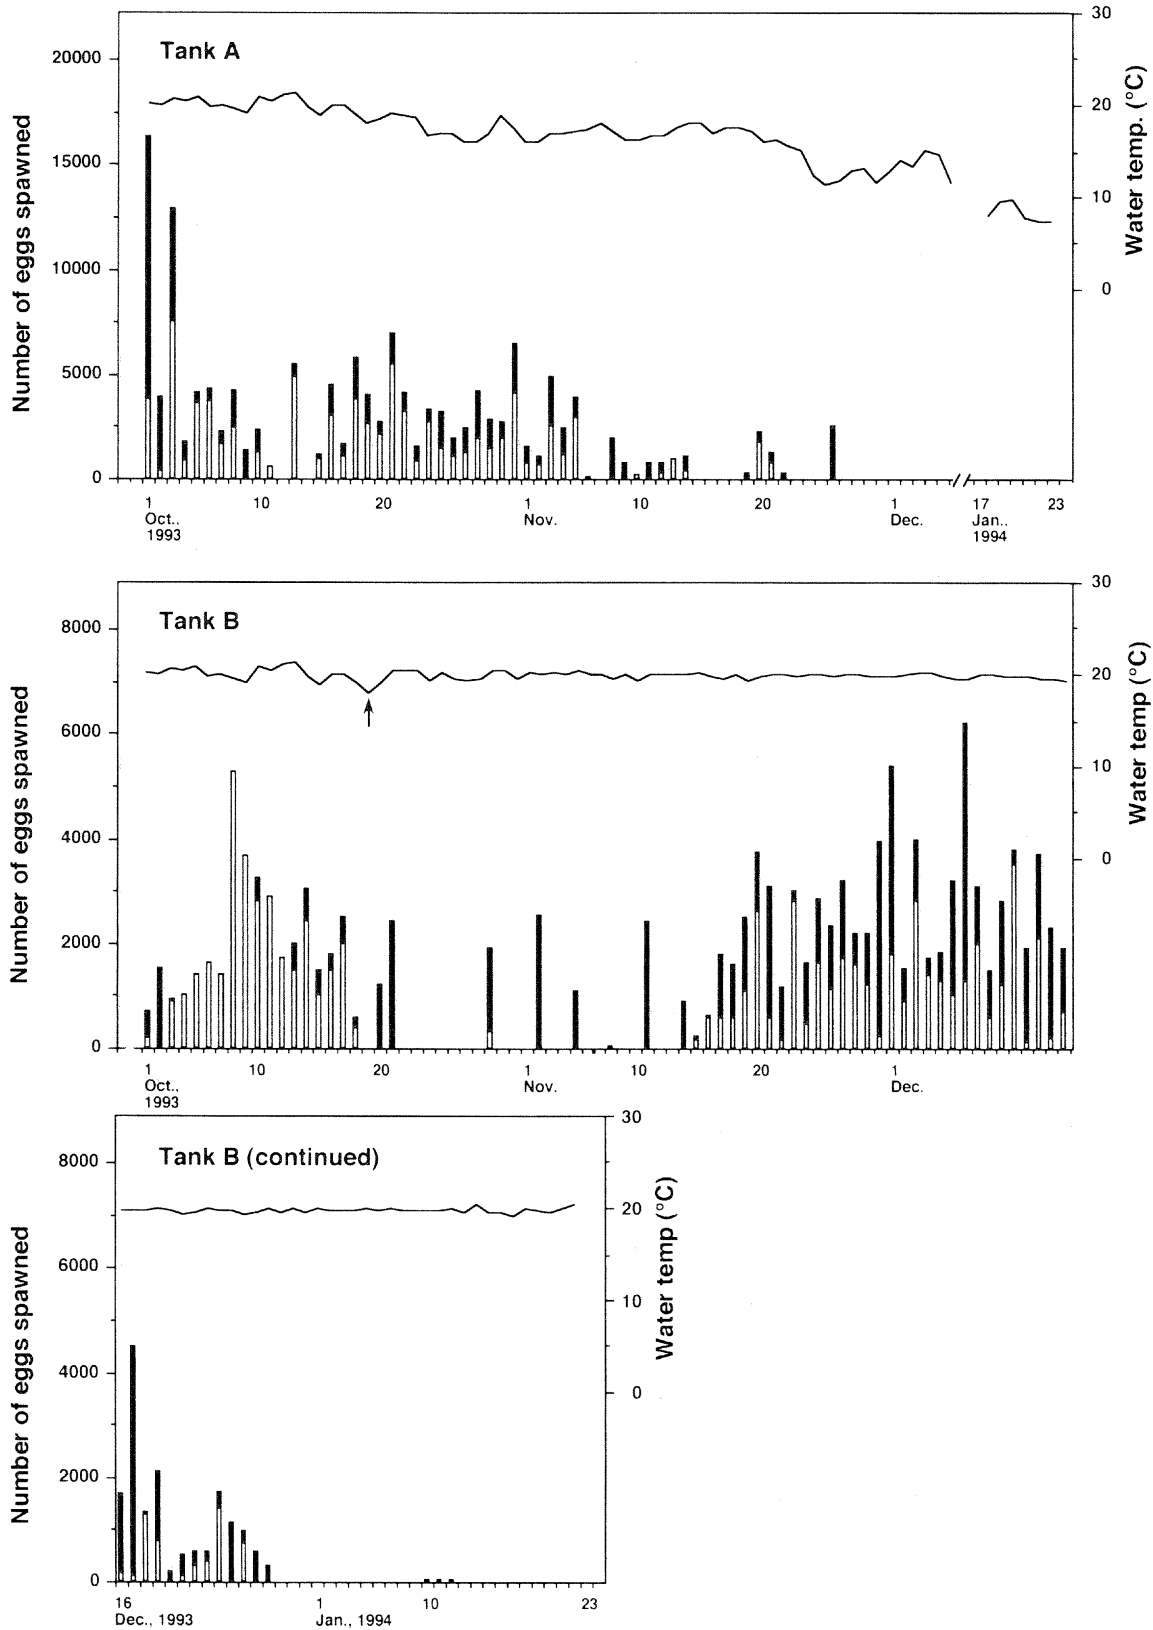 Tank A
Number of eggs spawned
20000
15000
10000
5000
0
Water temp. (°C)
30
20
10
0
1 10 20 1 10 20 1 17 23
Oct., Nov. Dec. Jan.,
1993 1994
Tank B
Number of eggs spawned
8000
6000
4000
2000
0
Water temp (°C)
30
20
10
0
1 10 20 1 10 20 1
Oct., Nov. Dec.
1993
Tank B (continued)
Number of eggs spawned
8000
6000
4000
2000
0
Water temp (°C)
30
20
10
0
16 1 10 23
Dec., 1993 Jan., 1994